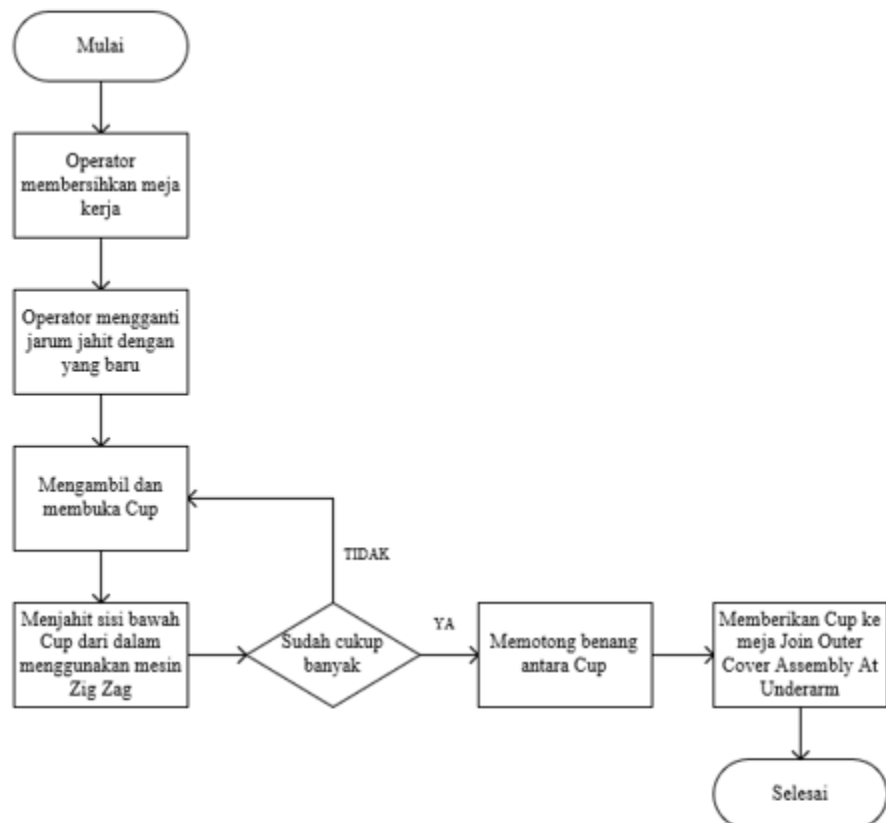 Mulai
Operator
membersihkan meja
kerja
Operator mengganti
jarum jahit dengan
yang baru
Mengambil dan
membuka Cup
TIDAK
Menjahit sisi bawah
Cup dari dalam
menggunakan mesin
Zig Zag
Sudah cukup
banyak
YA
Memotong benang
antara Cup
Memberikan Cup ke
meja Join Outer
Cover Assembly At
Underarm
Selesai